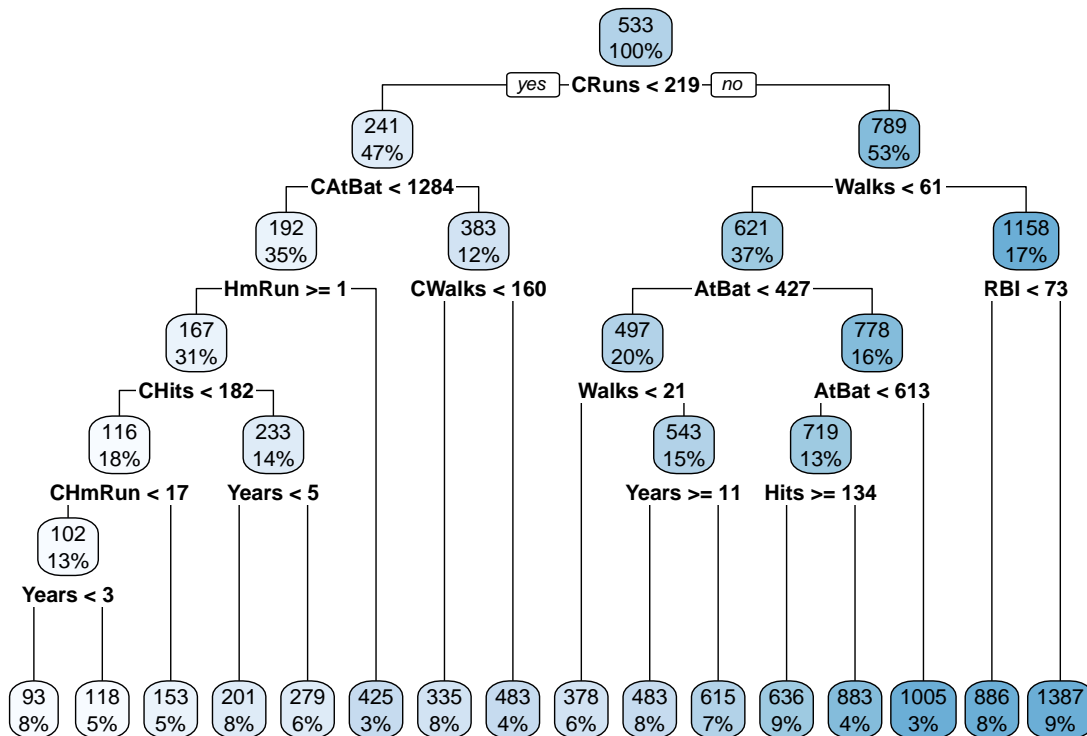 533
100%
yes CRuns < 219 no
241 789
47% 53%
CAtBat < 1284 Walks < 61
192 383 621 1158
35% 12% 37% 17%
HmRun >= 1 CWalks < 160 AtBat < 427 RBI < 73
167 497 778
31% 20% 16%
CHits < 182 Walks < 21 AtBat < 613
116 233 543 719
18% 14% 15% 13%
CHmRun < 17 Years < 5 Years >= 11 Hits >= 134
102
13%
Years < 3
93 118 153 201 279 425 335 483 378 483 615 636 883 1005 886 1387
8% 5% 5% 8% 6% 3% 8% 4% 6% 8% 7% 9% 4% 3% 8% 9%